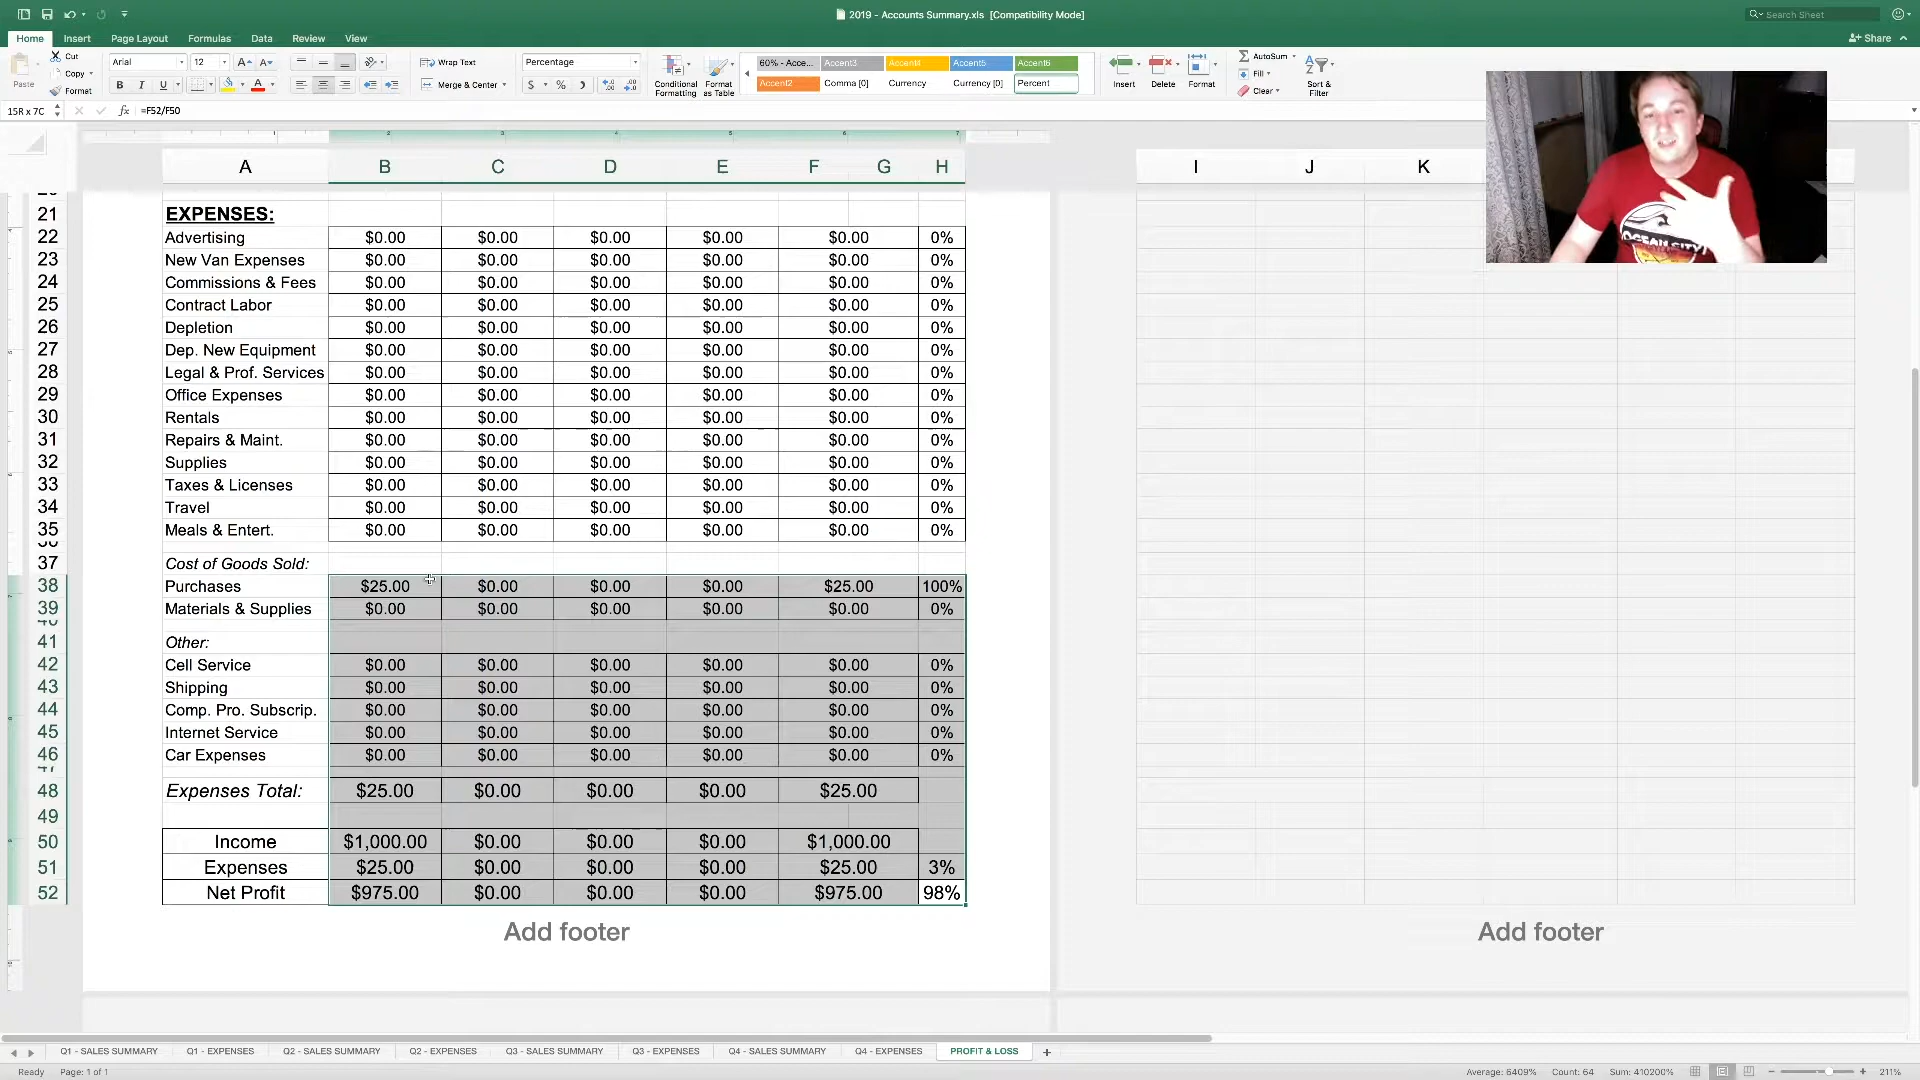 2019 - Accounts Summary.xls [Compatibility Mode]
Search Sheet
Home Insert Page Layout Formulas Data Review View
Share
Paste
Cut
Copy
Format
Arial 12
Wrap Text
Merge & Center
Percentage
Conditional Formatting
Format as Table
60% - Acce... Accent3 Accent4 Accent5 Accent6
Accent2 Comma [0] Currency Currency [0] Percent
Insert Delete Format
AutoSum
Fill
Clear
Sort & Filter
15R x 7C fx =F52/F50
A B C D E F G H I J K
21 EXPENSES:
22 Advertising $0.00 $0.00 $0.00 $0.00 $0.00 0%
23 New Van Expenses $0.00 $0.00 $0.00 $0.00 $0.00 0%
24 Commissions & Fees $0.00 $0.00 $0.00 $0.00 $0.00 0%
25 Contract Labor $0.00 $0.00 $0.00 $0.00 $0.00 0%
26 Depletion $0.00 $0.00 $0.00 $0.00 $0.00 0%
27 Dep. New Equipment $0.00 $0.00 $0.00 $0.00 $0.00 0%
28 Legal & Prof. Services $0.00 $0.00 $0.00 $0.00 $0.00 0%
29 Office Expenses $0.00 $0.00 $0.00 $0.00 $0.00 0%
30 Rentals $0.00 $0.00 $0.00 $0.00 $0.00 0%
31 Repairs & Maint. $0.00 $0.00 $0.00 $0.00 $0.00 0%
32 Supplies $0.00 $0.00 $0.00 $0.00 $0.00 0%
33 Taxes & Licenses $0.00 $0.00 $0.00 $0.00 $0.00 0%
34 Travel $0.00 $0.00 $0.00 $0.00 $0.00 0%
35 Meals & Entert. $0.00 $0.00 $0.00 $0.00 $0.00 0%
37 Cost of Goods Sold:
38 Purchases $25.00 $0.00 $0.00 $0.00 $25.00 100%
39 Materials & Supplies $0.00 $0.00 $0.00 $0.00 $0.00 0%
41 Other:
42 Cell Service $0.00 $0.00 $0.00 $0.00 $0.00 0%
43 Shipping $0.00 $0.00 $0.00 $0.00 $0.00 0%
44 Comp. Pro. Subscrip. $0.00 $0.00 $0.00 $0.00 $0.00 0%
45 Internet Service $0.00 $0.00 $0.00 $0.00 $0.00 0%
46 Car Expenses $0.00 $0.00 $0.00 $0.00 $0.00 0%
48 Expenses Total: $25.00 $0.00 $0.00 $0.00 $25.00
49
50 Income $1,000.00 $0.00 $0.00 $0.00 $1,000.00
51 Expenses $25.00 $0.00 $0.00 $0.00 $25.00 3%
52 Net Profit $975.00 $0.00 $0.00 $0.00 $975.00 98%
Add footer Add footer
OCEAN CITY
Q1 - SALES SUMMARY Q1 - EXPENSES Q2 - SALES SUMMARY Q2 - EXPENSES Q3 - SALES SUMMARY Q3 - EXPENSES Q4 - SALES SUMMARY Q4 - EXPENSES PROFIT & LOSS
Ready Page: 1 of 1 Average: 6409% Count: 64 Sum: 410200% 211%